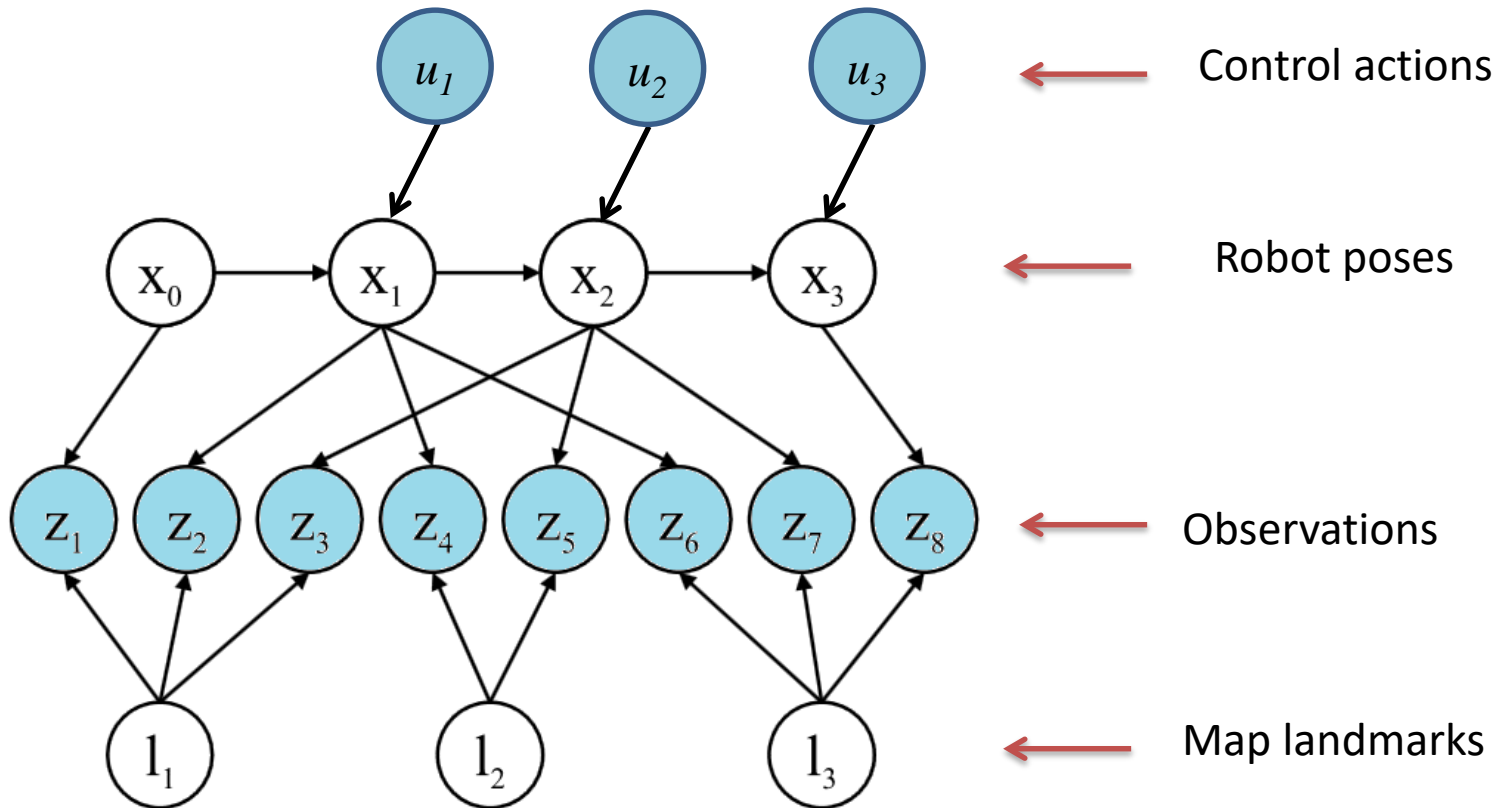 u₁ u₂ u₃ Control actions
x₀ x₁ x₂ x₃ Robot poses
z₁ z₂ z₃ z₄ z₅ z₆ z₇ z₈ Observations
l₁ l₂ l₃ Map landmarks